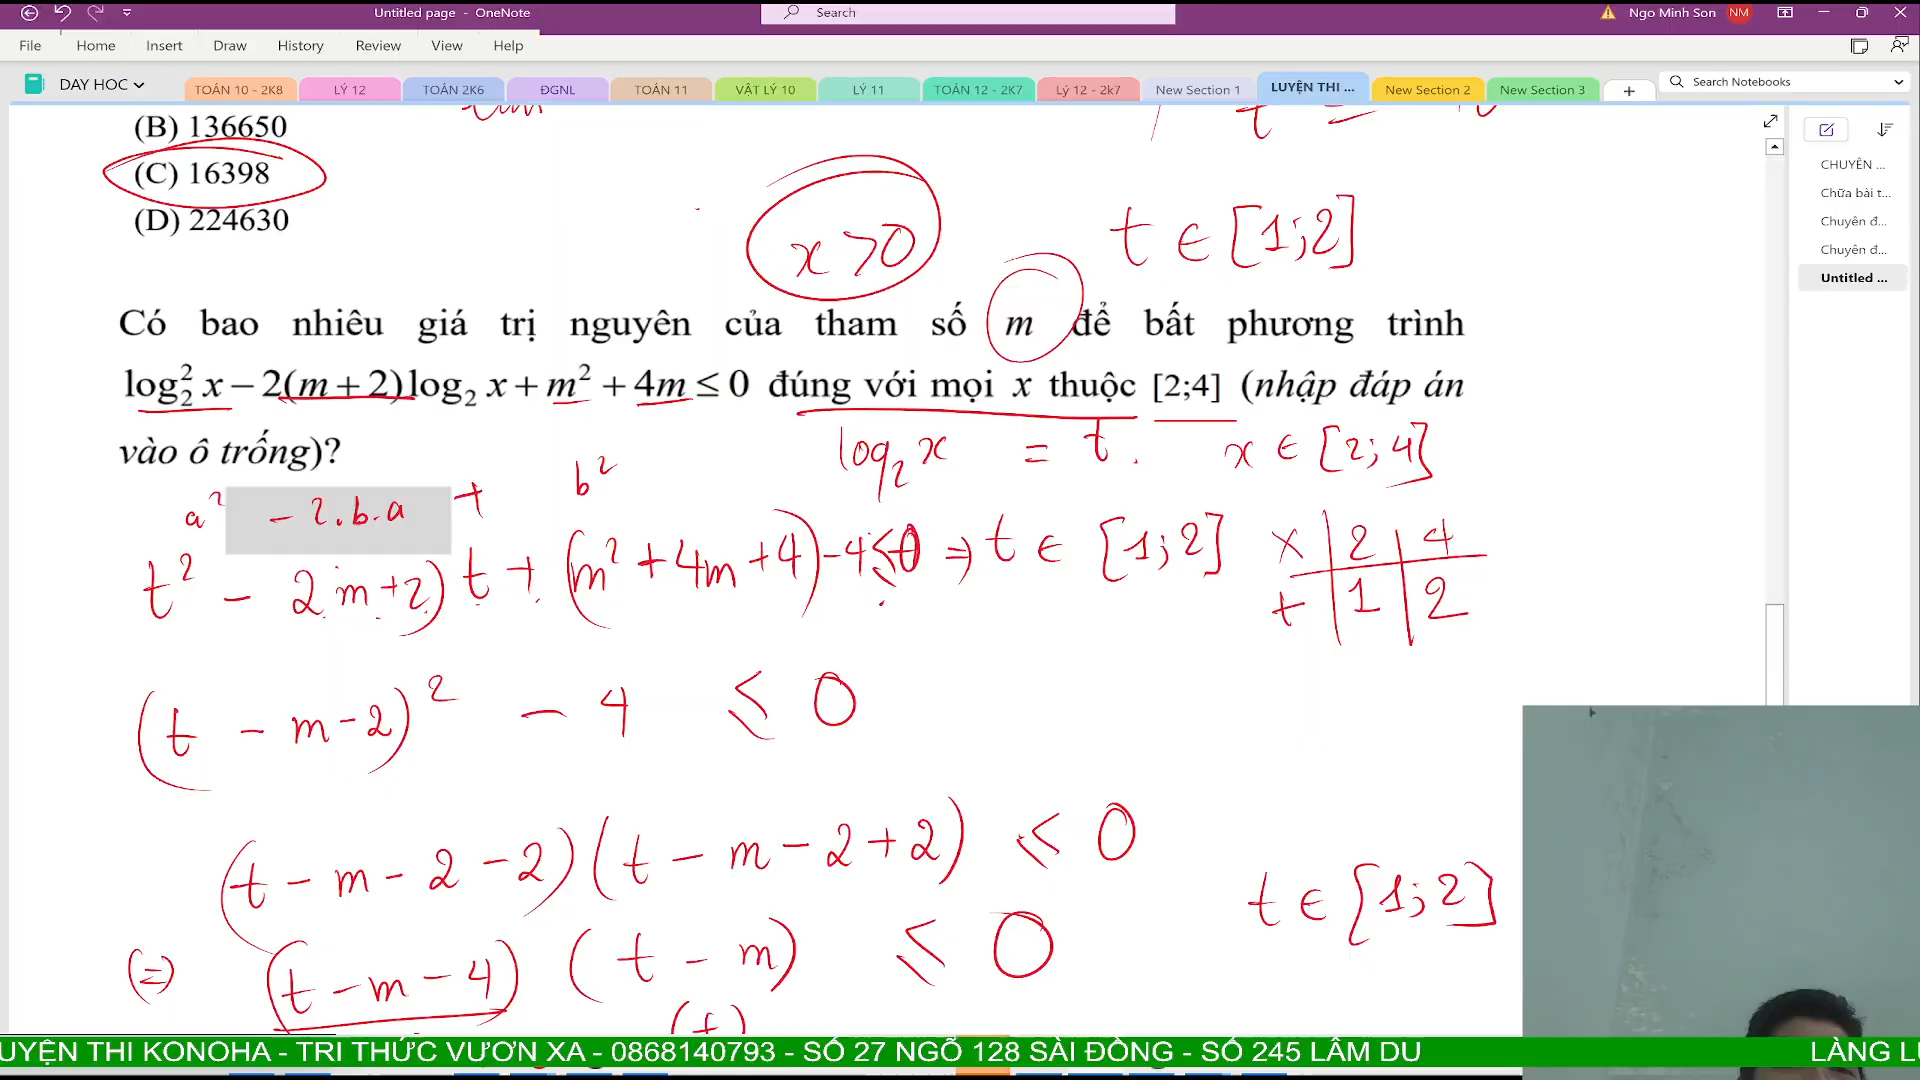 Untitled page - OneNote
Search
Ngo Minh Son
NM
File Home Insert Draw History Review View Help
DAY HOC
TOÁN 10 - 2K8
LÝ 12
TOÁN 2K6
ĐGNL
TOÁN 11
VẬT LÝ 10
LÝ 11
TOÁN 12 - 2K7
Lý 12 - 2k7
New Section 1
LUYỆN THI ...
New Section 2
New Section 3
+
Search Notebooks
CHUYÊN ...
Chữa bài t...
Chuyên đ...
Chuyên đ...
Untitled ...
(B) 136650
(C) 16398
(D) 224630
x > 0
t ∈ [1;2]
Có bao nhiêu giá trị nguyên của tham số m để bất phương trình
log₂² x − 2(m + 2)log₂ x + m² + 4m ≤ 0 đúng với mọi x thuộc [2;4] (nhập đáp án
vào ô trống)?
log₂ x = t.
x ∈ [2; 4]
a² − 2.b.a + b²
t² − 2(m+2) t + (m² + 4m + 4) − 4 ≤ 0 ⇒ t ∈ [1;2]
x | 2 | 4
t | 1 | 2
(t − m − 2)² − 4 ≤ 0
(t − m − 2 − 2)(t − m − 2 + 2) ≤ 0
t ∈ [1;2]
(=) (t − m − 4) (t − m) ≤ 0
UYỆN THI KONOHA - TRI THỨC VƯƠN XA - 0868140793 - SỐ 27 NGÕ 128 SÀI ĐỒNG - SỐ 245 LÂM DU
LÀNG LU